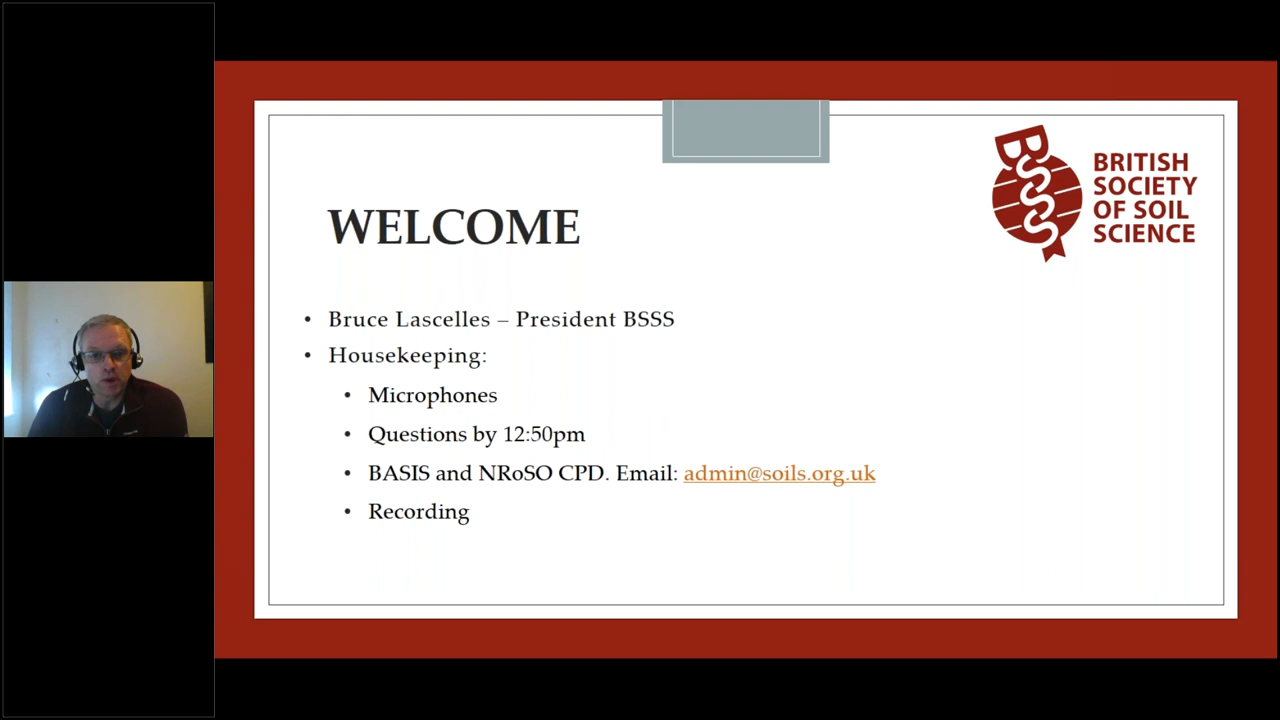 BSSS
BRITISH
SOCIETY
OF SOIL
SCIENCE
WELCOME
• Bruce Lascelles – President BSSS
• Housekeeping:
• Microphones
• Questions by 12:50pm
• BASIS and NRoSO CPD. Email: admin@soils.org.uk
• Recording